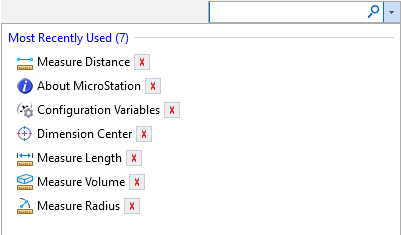 Most Recently Used (7)
Measure Distance
About MicroStation
Configuration Variables
Dimension Center
Measure Length
Measure Volume
Measure Radius